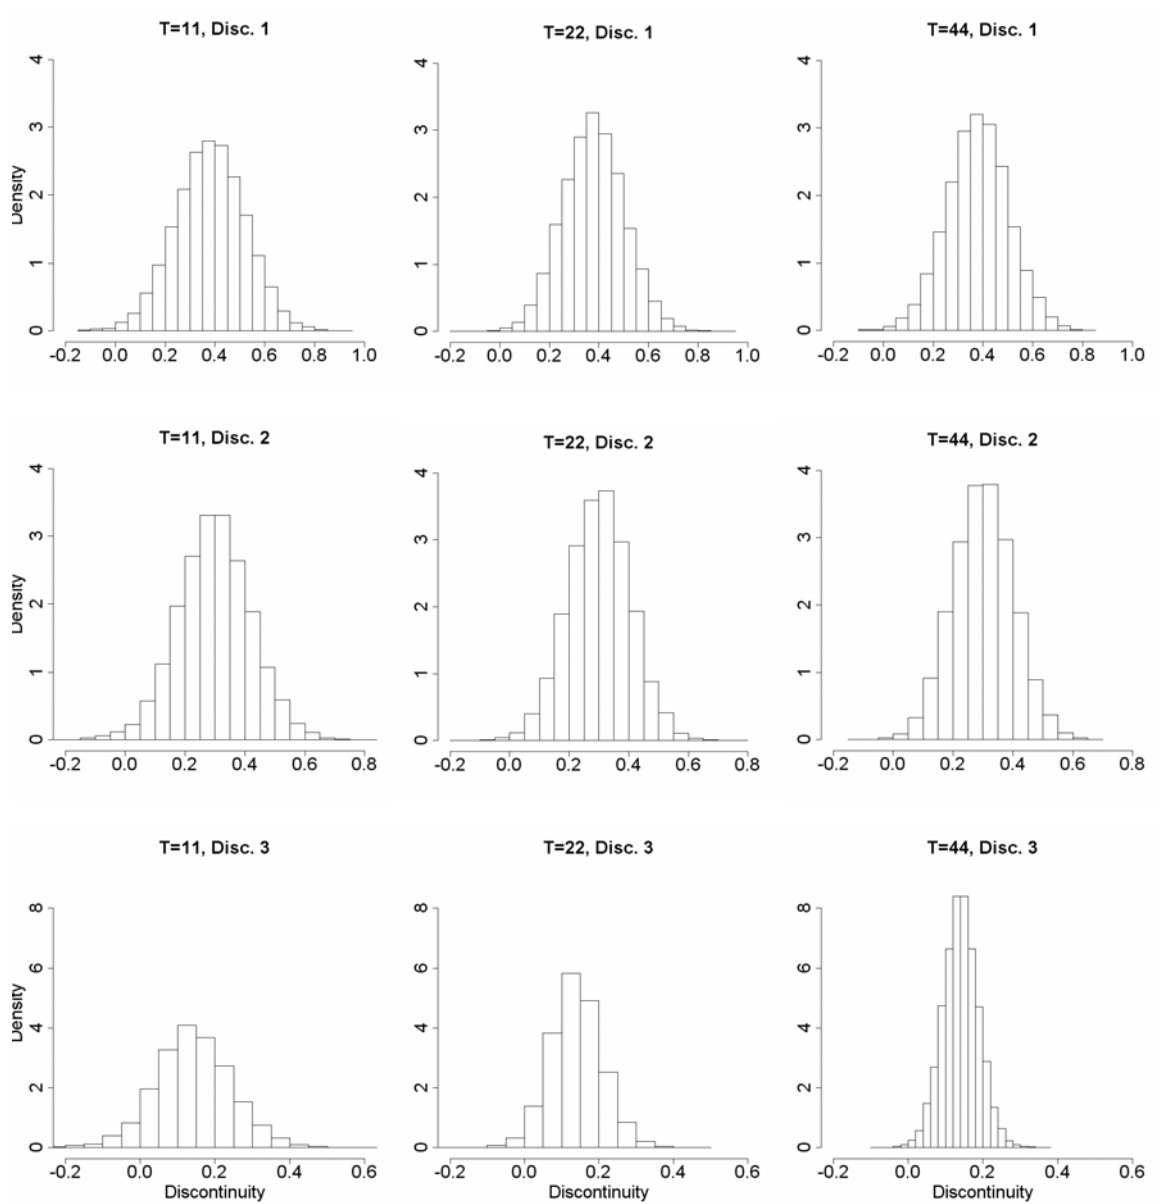 T=11, Disc. 1
T=22, Disc. 1
T=44, Disc. 1
Density
0 1 2 3 4
-0.2 0.0 0.2 0.4 0.6 0.8 1.0
0 1 2 3 4
-0.2 0.0 0.2 0.4 0.6 0.8 1.0
0 1 2 3 4
-0.2 0.0 0.2 0.4 0.6 0.8 1.0
T=11, Disc. 2
T=22, Disc. 2
T=44, Disc. 2
Density
0 1 2 3 4
-0.2 0.0 0.2 0.4 0.6 0.8
0 1 2 3 4
-0.2 0.0 0.2 0.4 0.6 0.8
0 1 2 3 4
-0.2 0.0 0.2 0.4 0.6 0.8
T=11, Disc. 3
T=22, Disc. 3
T=44, Disc. 3
Density
0 2 4 6 8
-0.2 0.0 0.2 0.4 0.6
Discontinuity
0 2 4 6 8
-0.2 0.0 0.2 0.4 0.6
Discontinuity
0 2 4 6 8
-0.2 0.0 0.2 0.4 0.6
Discontinuity